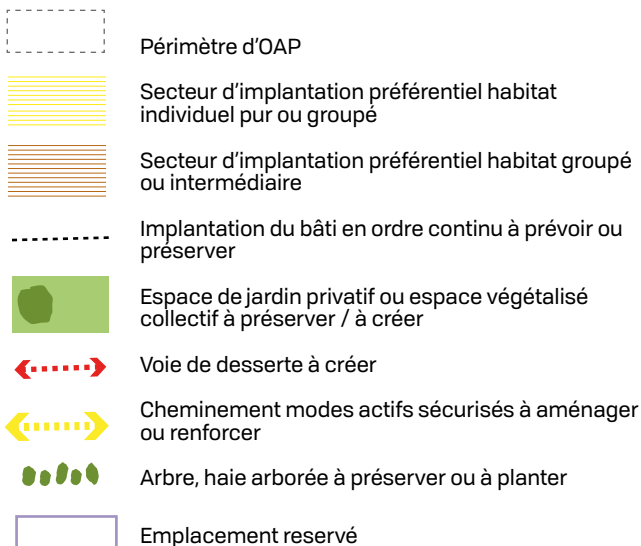 Périmètre d'OAP
Secteur d'implantation préférentiel habitat
individuel pur ou groupé
Secteur d'implantation préférentiel habitat groupé
ou intermédiaire
Implantation du bâti en ordre continu à prévoir ou
préserver
Espace de jardin privatif ou espace végétalisé
collectif à préserver / à créer
Voie de desserte à créer
Cheminement modes actifs sécurisés à aménager
ou renforcer
Arbre, haie arborée à préserver ou à planter
Emplacement reservé